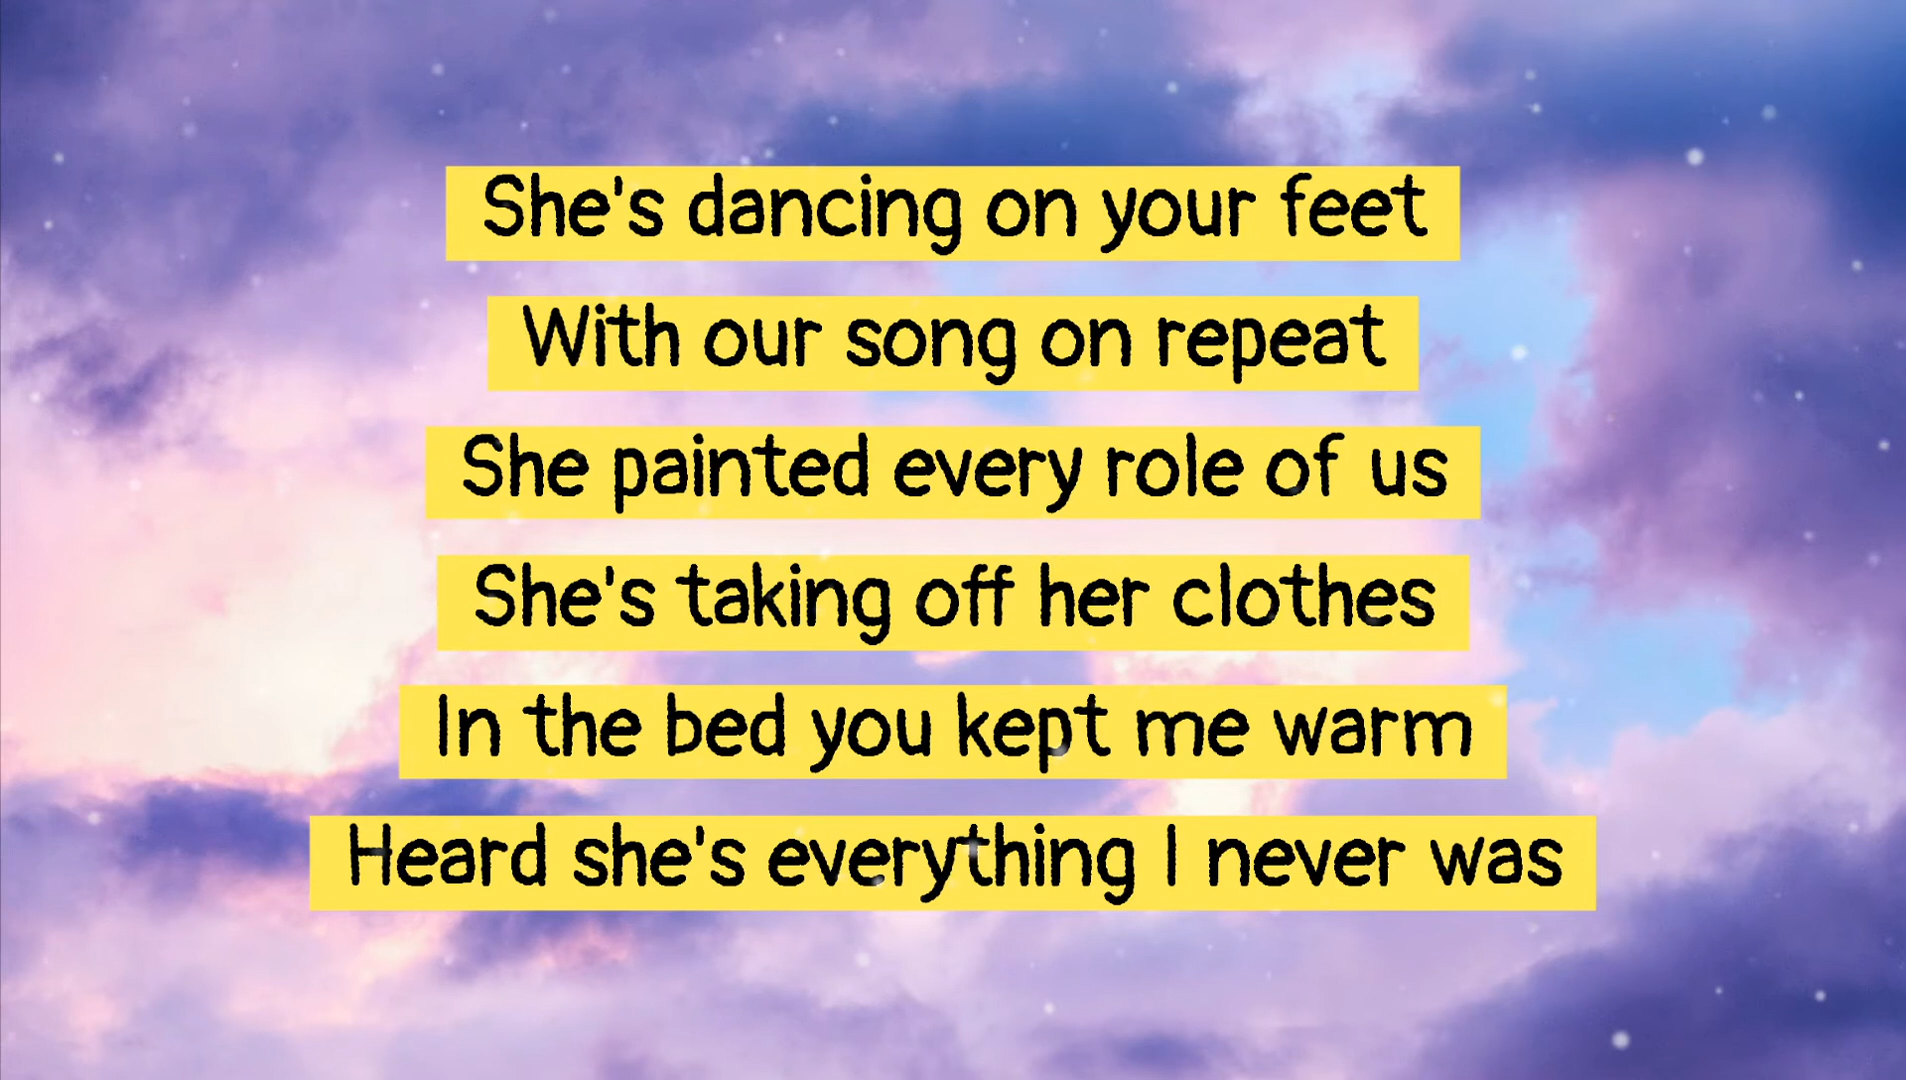 She's dancing on your feet
With our song on repeat
She painted every role of us
She's taking off her clothes
In the bed you kept me warm
Heard she's everything I never was